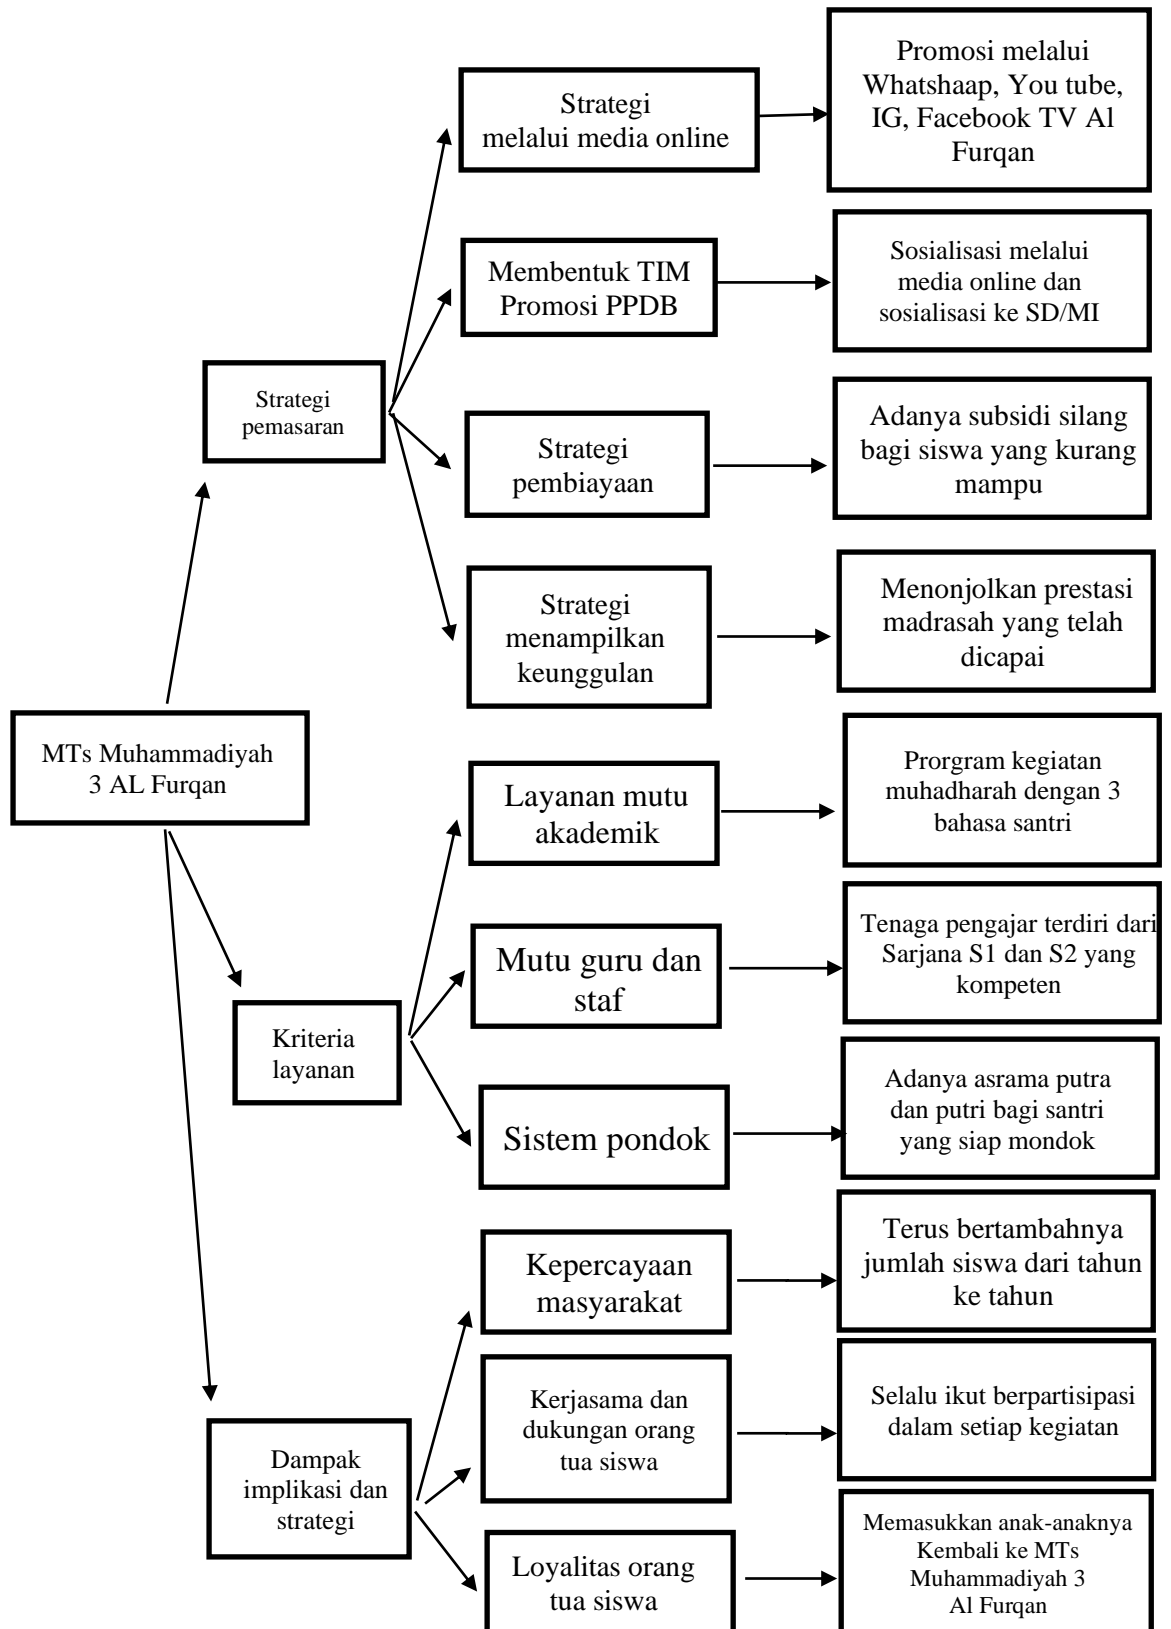 Promosi melalui
Whatshaap, You tube,
IG, Facebook TV Al
Furqan
Strategi
melalui media online
Sosialisasi melalui
media online dan
sosialisasi ke SD/MI
Membentuk TIM
Promosi PPDB
Strategi
pemasaran
Adanya subsidi silang
bagi siswa yang kurang
mampu
Strategi
pembiayaan
Menonjolkan prestasi
madrasah yang telah
dicapai
Strategi
menampilkan
keunggulan
MTs Muhammadiyah
3 AL Furqan
Layanan mutu
akademik
Prorgram kegiatan
muhadharah dengan 3
bahasa santri
Mutu guru dan
staf
Tenaga pengajar terdiri dari
Sarjana S1 dan S2 yang
kompeten
Kriteria
layanan
Sistem pondok
Adanya asrama putra
dan putri bagi santri
yang siap mondok
Kepercayaan
masyarakat
Terus bertambahnya
jumlah siswa dari tahun
ke tahun
Kerjasama dan
dukungan orang
tua siswa
Selalu ikut berpartisipasi
dalam setiap kegiatan
Dampak
implikasi dan
strategi
Loyalitas orang
tua siswa
Memasukkan anak-anaknya
Kembali ke MTs
Muhammadiyah 3
Al Furqan